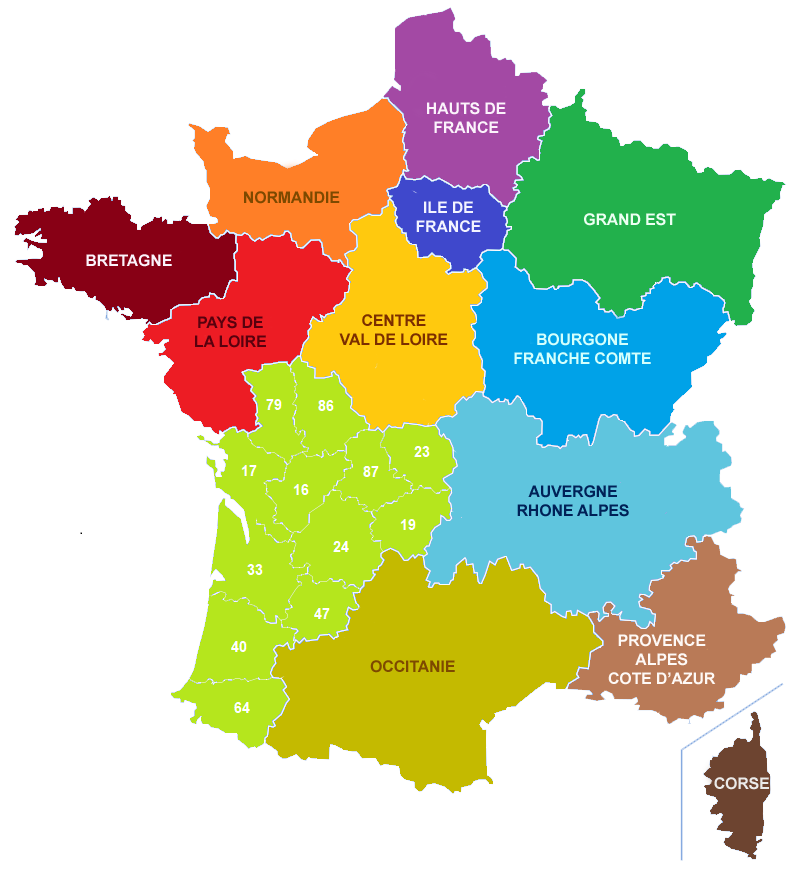 HAUTS DE
FRANCE
NORMANDIE
ILE DE
FRANCE
GRAND EST
BRETAGNE
PAYS DE
LA LOIRE
CENTRE
VAL DE LOIRE
BOURGONE
FRANCHE COMTE
79
86
17
16
87
23
AUVERGNE
RHONE ALPES
19
24
33
47
40
64
OCCITANIE
PROVENCE
ALPES
COTE D’AZUR
CORSE